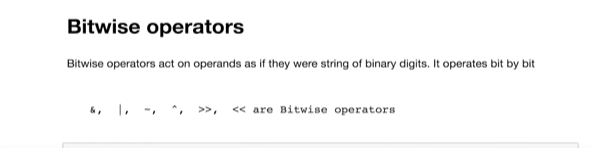 Bitwise operators
Bitwise operators act on operands as if they were string of binary digits. It operates bit by bit
&, |, ~, ^, >>, << are Bitwise operators